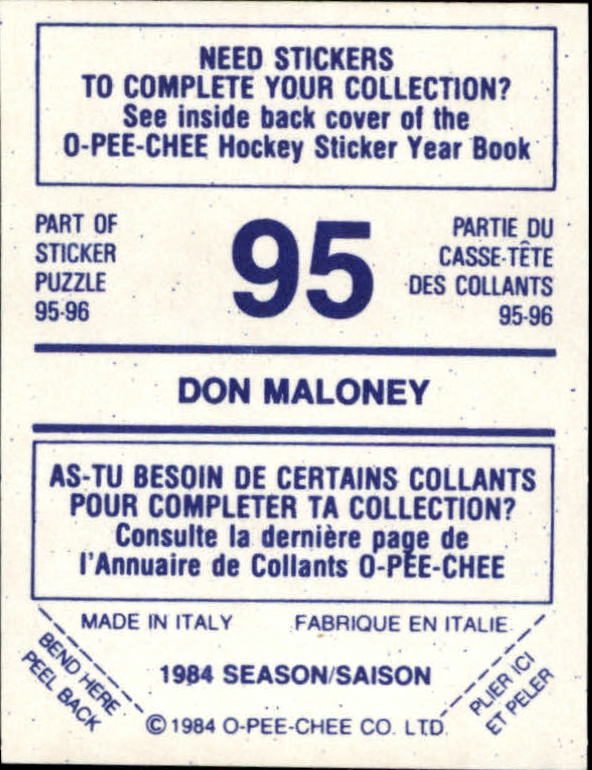 NEED STICKERS
TO COMPLETE YOUR COLLECTION?
See inside back cover of the
O-PEE-CHEE Hockey Sticker Year Book
PART OF
STICKER
PUZZLE
95-96
95
PARTIE DU
CASSE-TÊTE
DES COLLANTS
95-96
DON MALONEY
AS-TU BESOIN DE CERTAINS COLLANTS
POUR COMPLETER TA COLLECTION?
Consulte la dernière page de
l'Annuaire de Collants O-PEE-CHEE
MADE IN ITALY FABRIQUE EN ITALIE
BEND HERE
PEEL BACK
1984 SEASON/SAISON
PLIER ICI
ET PELER
© 1984 O-PEE-CHEE CO. LTD.